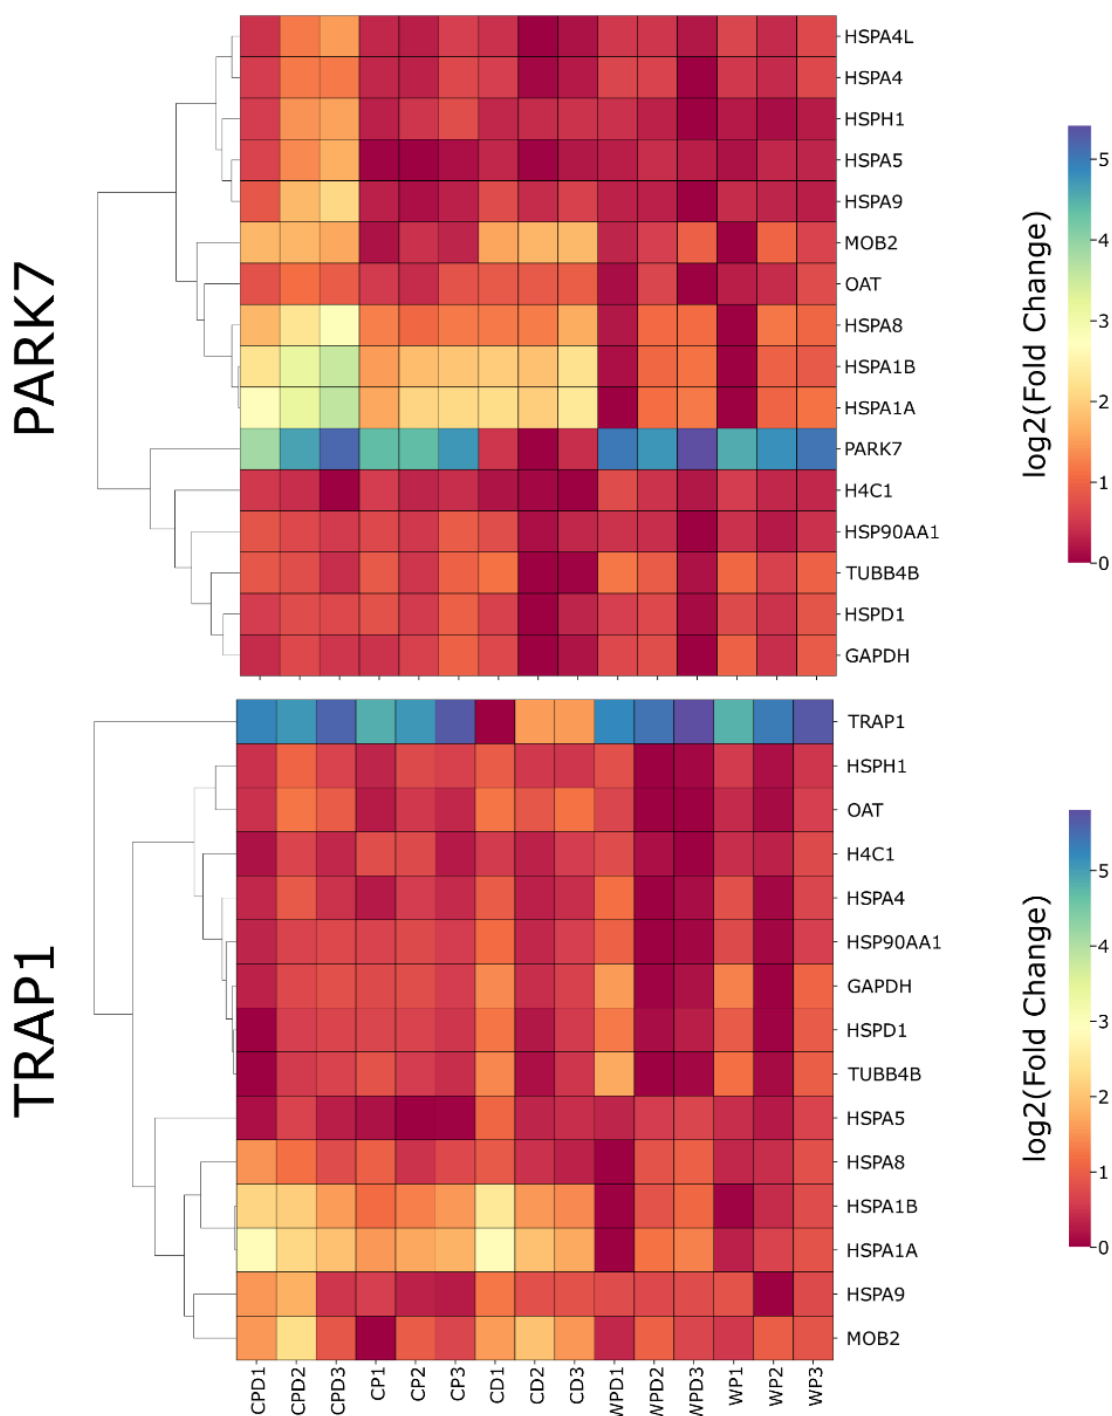 PARK7
HSPA4L
HSPA4
HSPH1
HSPA5
HSPA9
MOB2
OAT
HSPA8
HSPA1B
HSPA1A
PARK7
H4C1
HSP90AA1
TUBB4B
HSPD1
GAPDH
log2(Fold Change)
5
4
3
2
1
0
TRAP1
TRAP1
HSPH1
OAT
H4C1
HSPA4
HSP90AA1
GAPDH
HSPD1
TUBB4B
HSPA5
HSPA8
HSPA1B
HSPA1A
HSPA9
MOB2
log2(Fold Change)
5
4
3
2
1
0
CPD1 CPD2 CPD3 CP1 CP2 CP3 CD1 CD2 CD3 WPD1 WPD2 WPD3 WP1 WP2 WP3